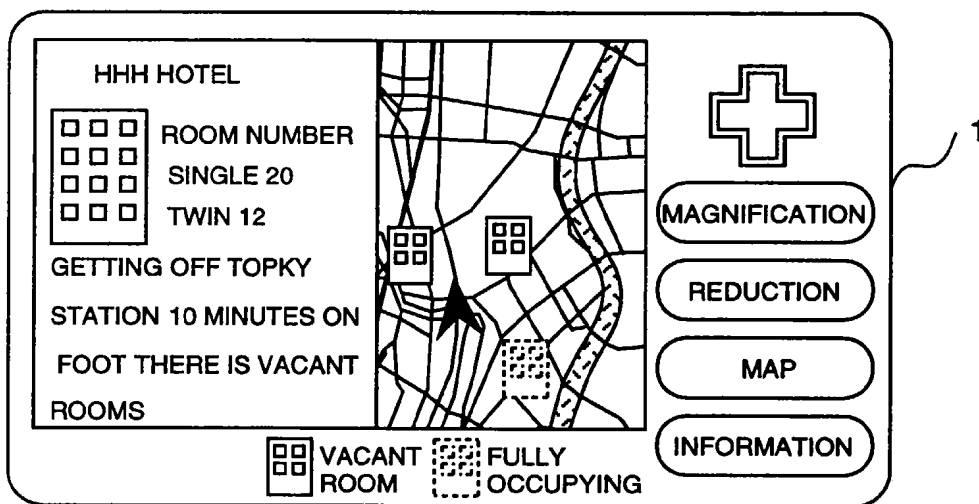 HHH HOTEL
ROOM NUMBER
SINGLE 20
TWIN 12
GETTING OFF TOPKY
STATION 10 MINUTES ON
FOOT THERE IS VACANT
ROOMS
MAGNIFICATION
REDUCTION
MAP
INFORMATION
VACANT
ROOM
FULLY
OCCUPYING